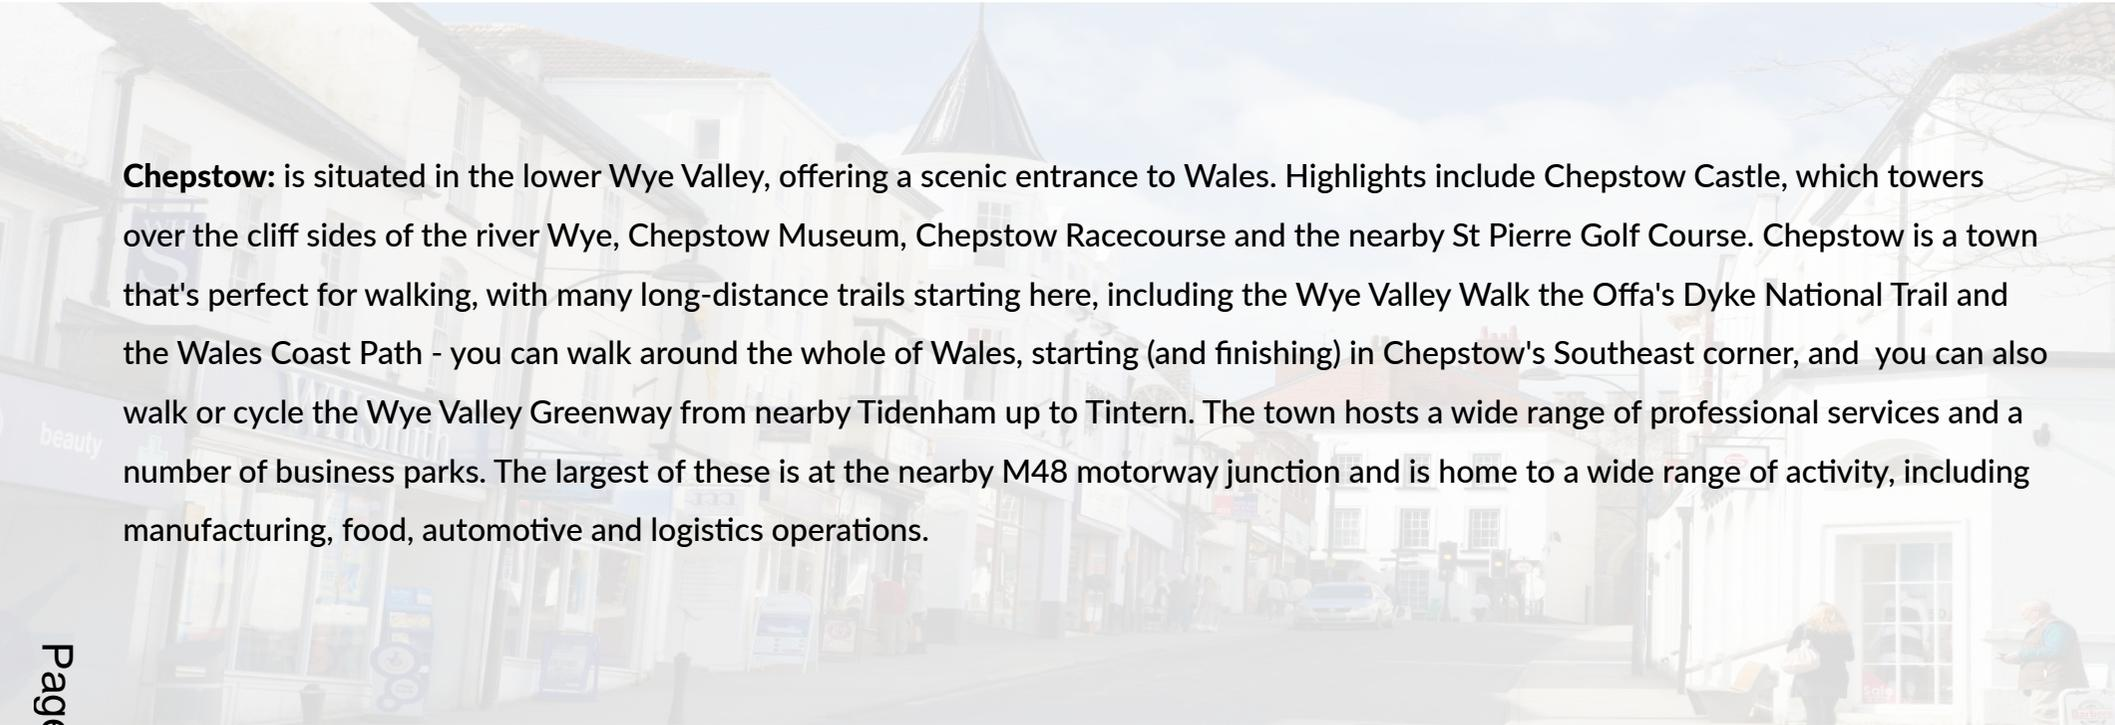 Chepstow: is situated in the lower Wye Valley, offering a scenic entrance to Wales. Highlights include Chepstow Castle, which towers
over the cliff sides of the river Wye, Chepstow Museum, Chepstow Racecourse and the nearby St Pierre Golf Course. Chepstow is a town
that's perfect for walking, with many long-distance trails starting here, including the Wye Valley Walk the Offa's Dyke National Trail and
the Wales Coast Path - you can walk around the whole of Wales, starting (and finishing) in Chepstow's Southeast corner, and  you can also
walk or cycle the Wye Valley Greenway from nearby Tidenham up to Tintern. The town hosts a wide range of professional services and a
number of business parks. The largest of these is at the nearby M48 motorway junction and is home to a wide range of activity, including
manufacturing, food, automotive and logistics operations.
WHSmith
beauty
Page